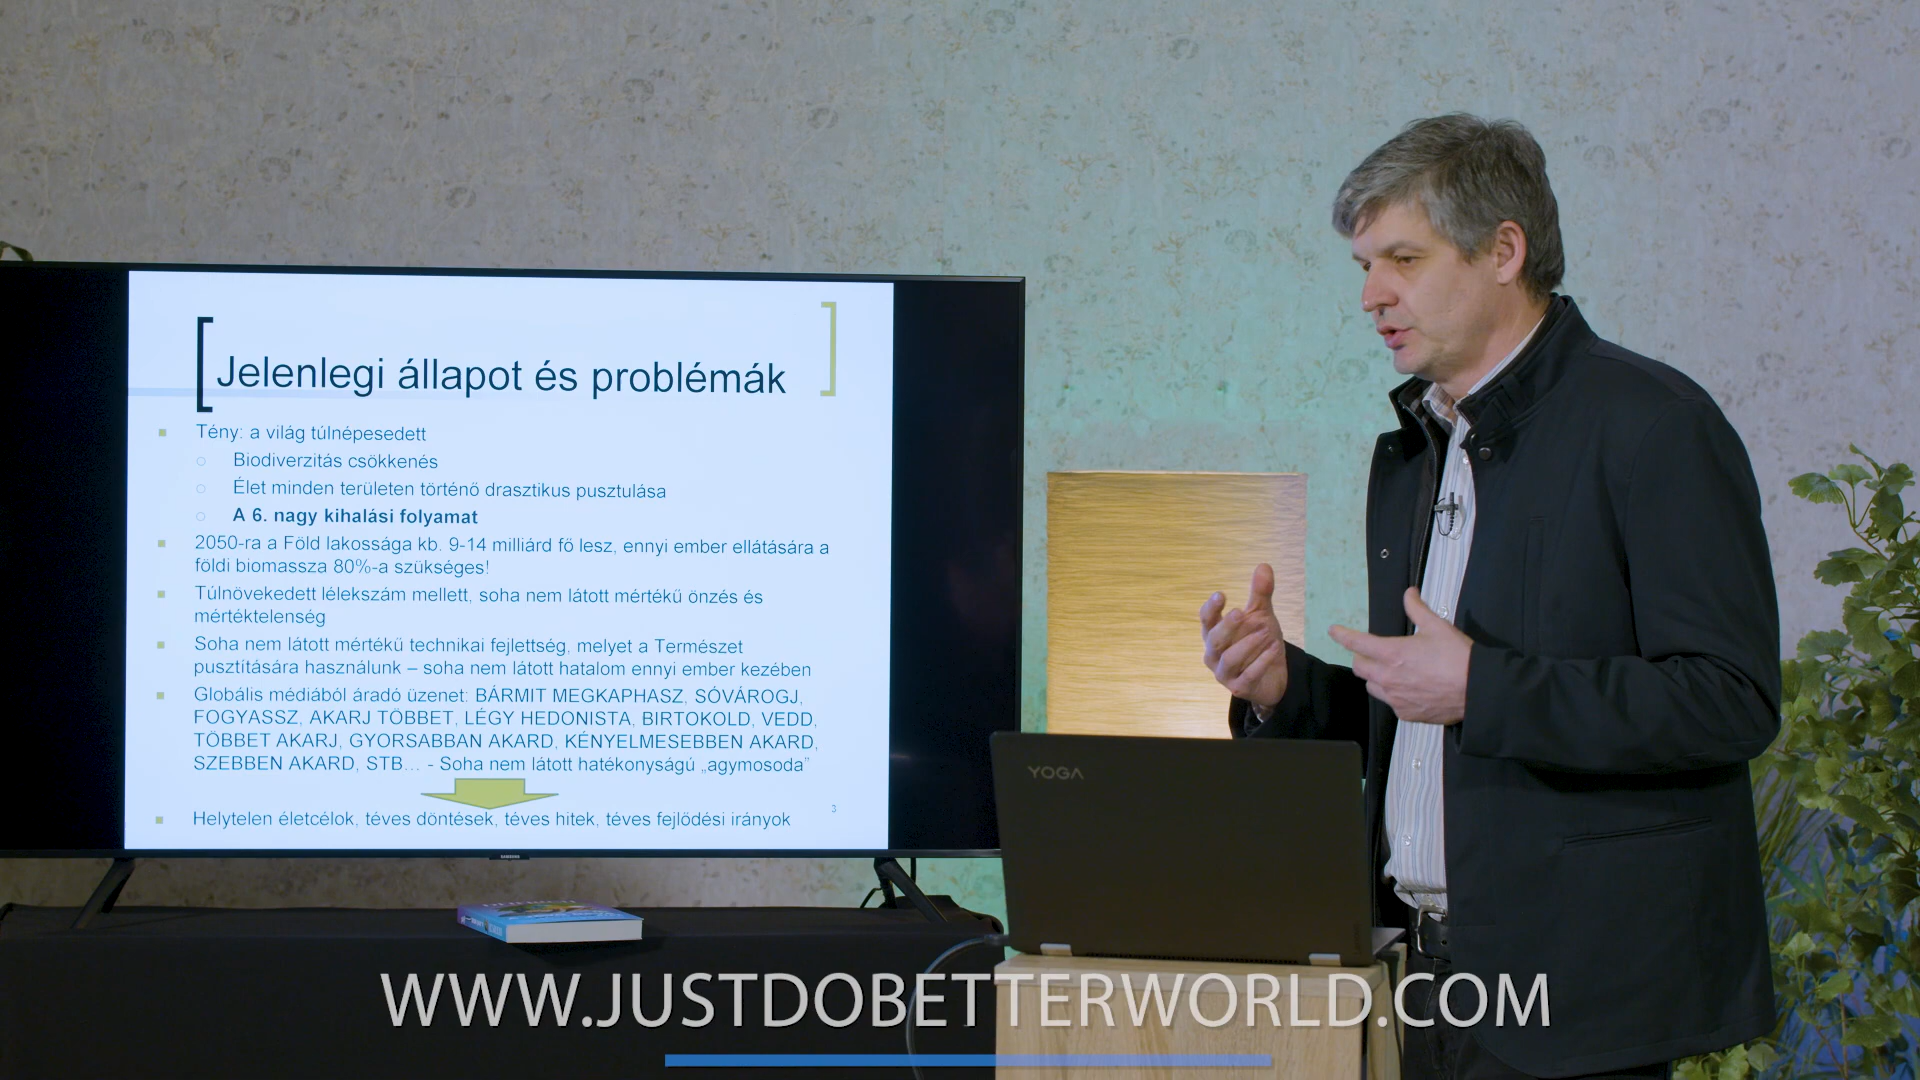 Jelenlegi állapot és problémák
Tény: a világ túlnépesedett
Biodiverzitás csökkenés
Élet minden területen történő drasztikus pusztulása
A 6. nagy kihalási folyamat
2050-ra a Föld lakossága kb. 9-14 milliárd fő lesz, ennyi ember ellátására a
földi biomassza 80%-a szükséges!
Túlnövekedett lélekszám mellett, soha nem látott mértékű önzés és
mértéktelenség
Soha nem látott mértékű technikai fejlettség, melyet a Természet
pusztítására használunk – soha nem látott hatalom ennyi ember kezében
Globális médiából áradó üzenet: BÁRMIT MEGKAPHASZ, SÓVÁROGJ,
FOGYASSZ, AKARJ TÖBBET, LÉGY HEDONISTA, BIRTOKOLD, VEDD,
TÖBBET AKARJ, GYORSABBAN AKARD, KÉNYELMESEBBEN AKARD,
SZEBBEN AKARD, STB... - Soha nem látott hatékonyságú „agymosoda”
Helytelen életcélok, téves döntések, téves hitek, téves fejlődési irányok
3
SAMSUNG
YOGA
WWW.JUSTDOBETTERWORLD.COM